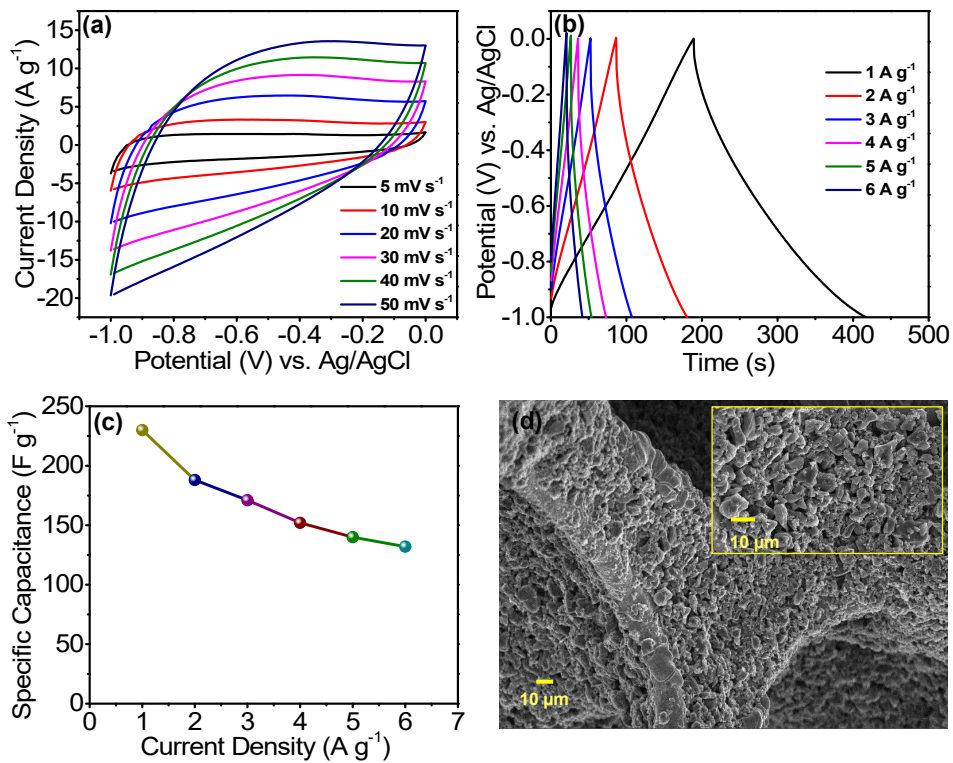 (a)
15
10
5
0
-5
-10
-15
-20
Current Density (A g⁻¹)
5 mV s⁻¹
10 mV s⁻¹
20 mV s⁻¹
30 mV s⁻¹
40 mV s⁻¹
50 mV s⁻¹
-1.0 -0.8 -0.6 -0.4 -0.2 0.0
Potential (V) vs. Ag/AgCl
(b)
0.0
-0.2
-0.4
-0.6
-0.8
-1.0
Potential (V) vs. Ag/AgCl
1 A g⁻¹
2 A g⁻¹
3 A g⁻¹
4 A g⁻¹
5 A g⁻¹
6 A g⁻¹
0 100 200 300 400 500
Time (s)
(c)
250
200
150
100
50
0
Specific Capacitance (F g⁻¹)
0 1 2 3 4 5 6 7
Current Density (A g⁻¹)
(d)
10 µm
10 µm